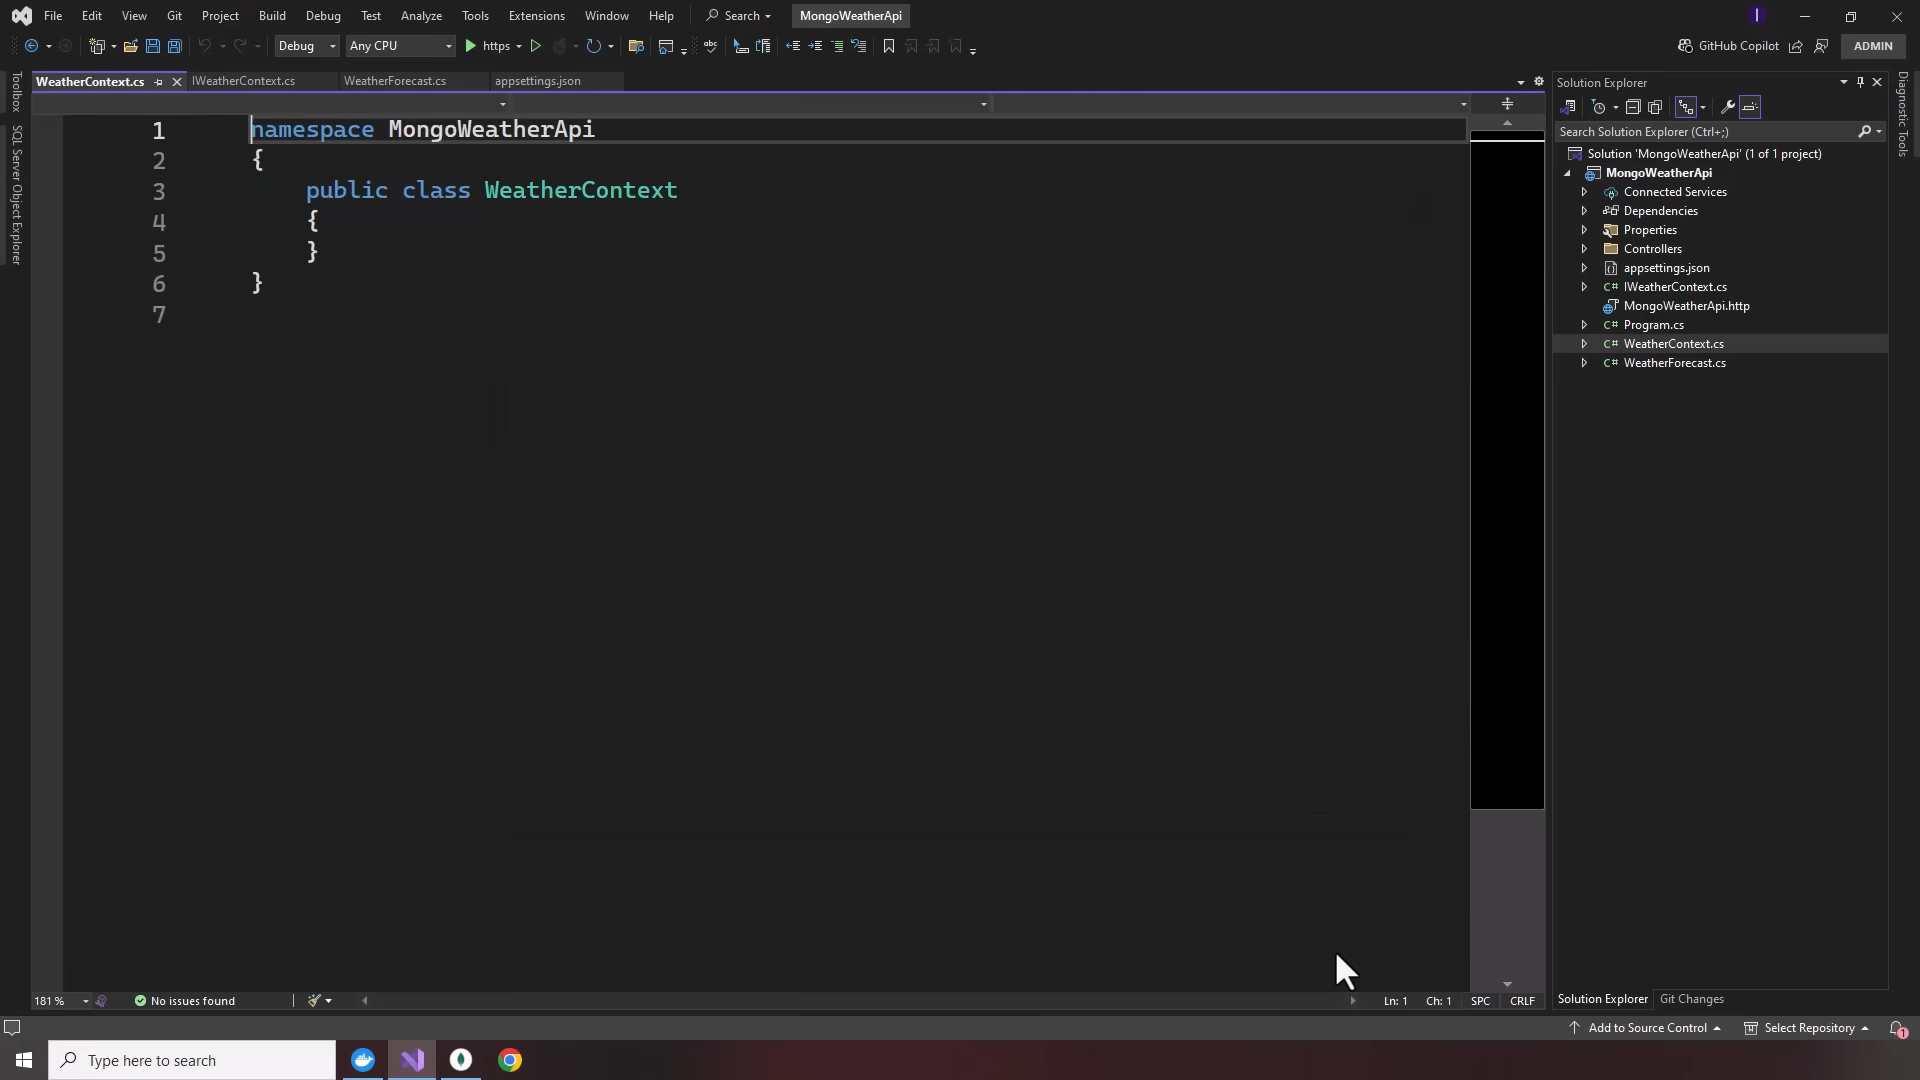 File Edit View Git Project Build Debug Test Analyze Tools Extensions Window Help Search MongoWeatherApi
Debug Any CPU https GitHub Copilot ADMIN
WeatherContext.cs IWeatherContext.cs WeatherForecast.cs appsettings.json
Toolbox
SQL Server Object Explorer
1 namespace MongoWeatherApi
2 {
3 public class WeatherContext
4 {
5 }
6 }
7
181 % No issues found Ln: 1 Ch: 1 SPC CRLF
Solution Explorer
Search Solution Explorer (Ctrl+;)
Solution 'MongoWeatherApi' (1 of 1 project)
MongoWeatherApi
Connected Services
Dependencies
Properties
Controllers
appsettings.json
C# IWeatherContext.cs
MongoWeatherApi.http
C# Program.cs
C# WeatherContext.cs
C# WeatherForecast.cs
Solution Explorer Git Changes
Diagnostic Tools
Add to Source Control Select Repository 1
Type here to search